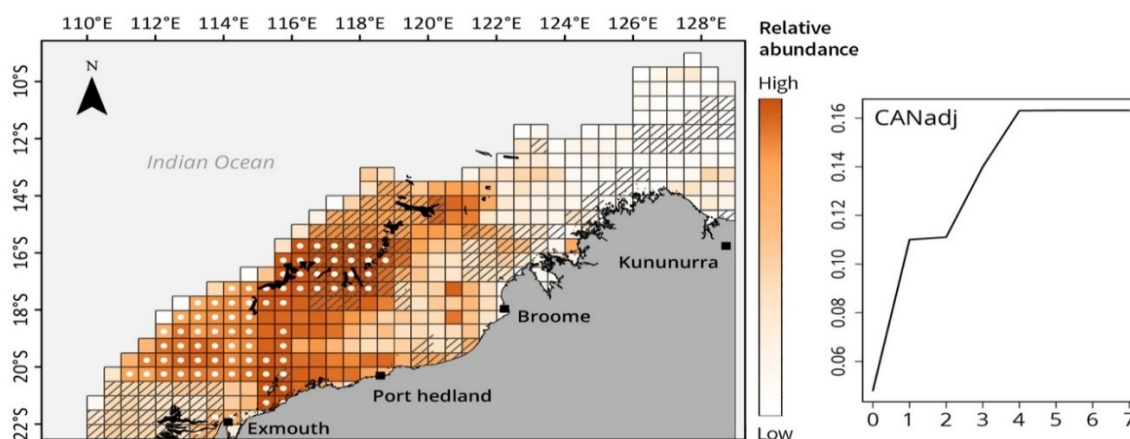 110°E 112°E 114°E 116°E 118°E 120°E 122°E 124°E 126°E 128°E
10°S
12°S
14°S
16°S
18°S
20°S
22°S
N
Indian Ocean
Kununurra
Broome
Port hedland
Exmouth
Relative
abundance
High
Low
CANadj
0.16
0.12
0.10
0.08
0.06
0 1 2 3 4 5 6 7